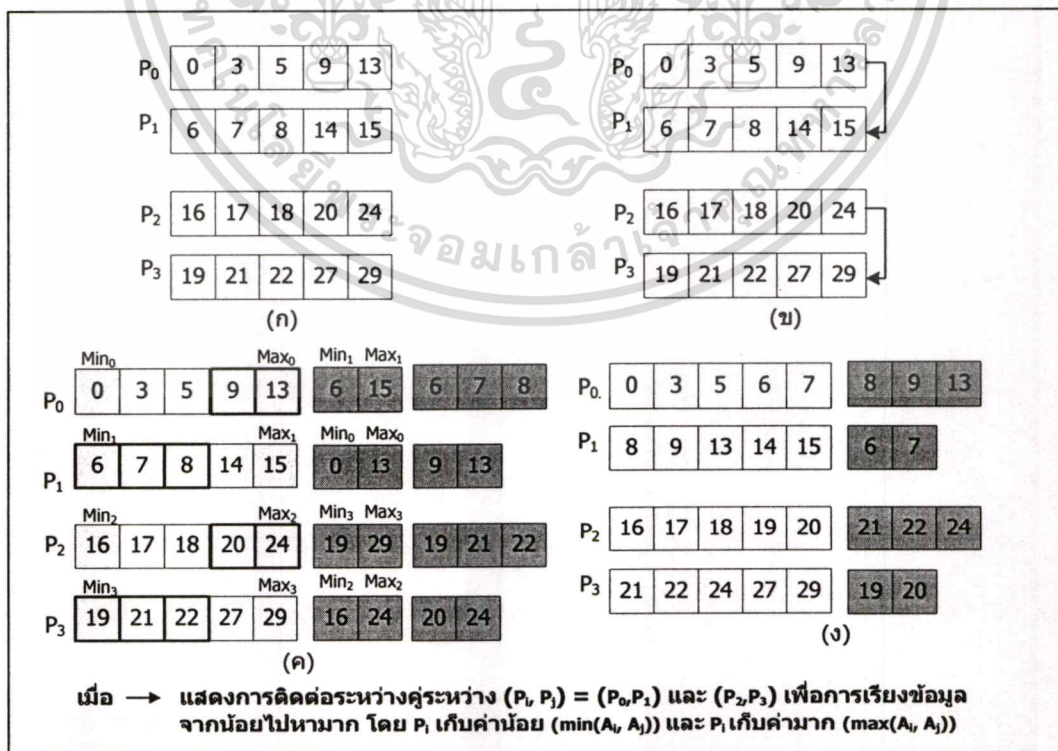 P0 0 3 5 9 13
P1 6 7 8 14 15
P2 16 17 18 20 24
P3 19 21 22 27 29
(ก)
P0 0 3 5 9 13
P1 6 7 8 14 15
P2 16 17 18 20 24
P3 19 21 22 27 29
(ข)
Min0 Max0 Min1 Max1
P0 0 3 5 9 13 6 15 6 7 8
Min1 Max1 Min0 Max0
P1 6 7 8 14 15 0 13 9 13
Min2 Max2 Min3 Max3
P2 16 17 18 20 24 19 29 19 21 22
Min3 Max3 Min2 Max2
P3 19 21 22 27 29 16 24 20 24
(ค)
P0. 0 3 5 6 7 8 9 13
P1 8 9 13 14 15 6 7
P2 16 17 18 19 20 21 22 24
P3 21 22 24 27 29 19 20
(ง)
เมื่อ → แสดงการติดต่อระหว่างคู่ระหว่าง (Pi, Pj) = (P0,P1) และ (P2,P3) เพื่อการเรียงข้อมูล
จากน้อยไปหามาก โดย Pi เก็บค่าน้อย (min(Ai, Aj)) และ Pj เก็บค่ามาก (max(Ai, Aj))